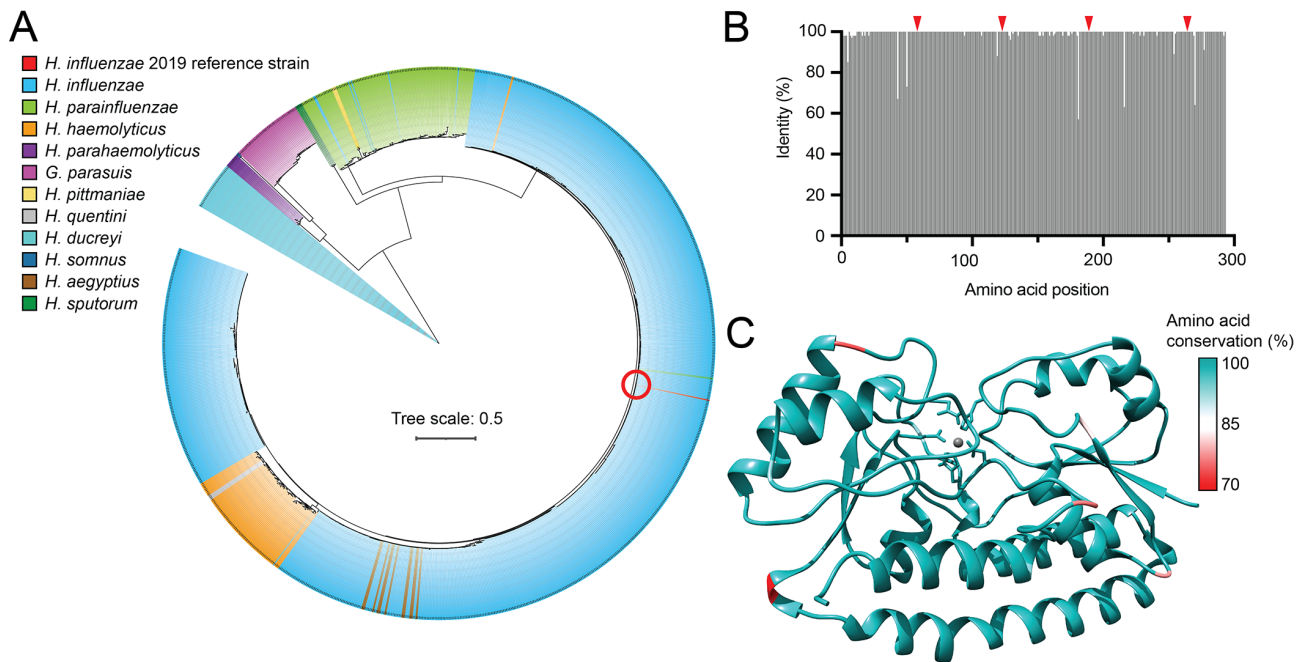 A
H. influenzae 2019 reference strain
H. influenzae
H. parainfluenzae
H. haemolyticus
H. parahaemolyticus
G. parasuis
H. pittmaniae
H. quentini
H. ducreyi
H. somnus
H. aegyptius
H. sputorum
Tree scale: 0.5
B
Identity (%)
100
80
60
40
20
0
0
100
200
300
Amino acid position
C
Amino acid
conservation (%)
100
85
70